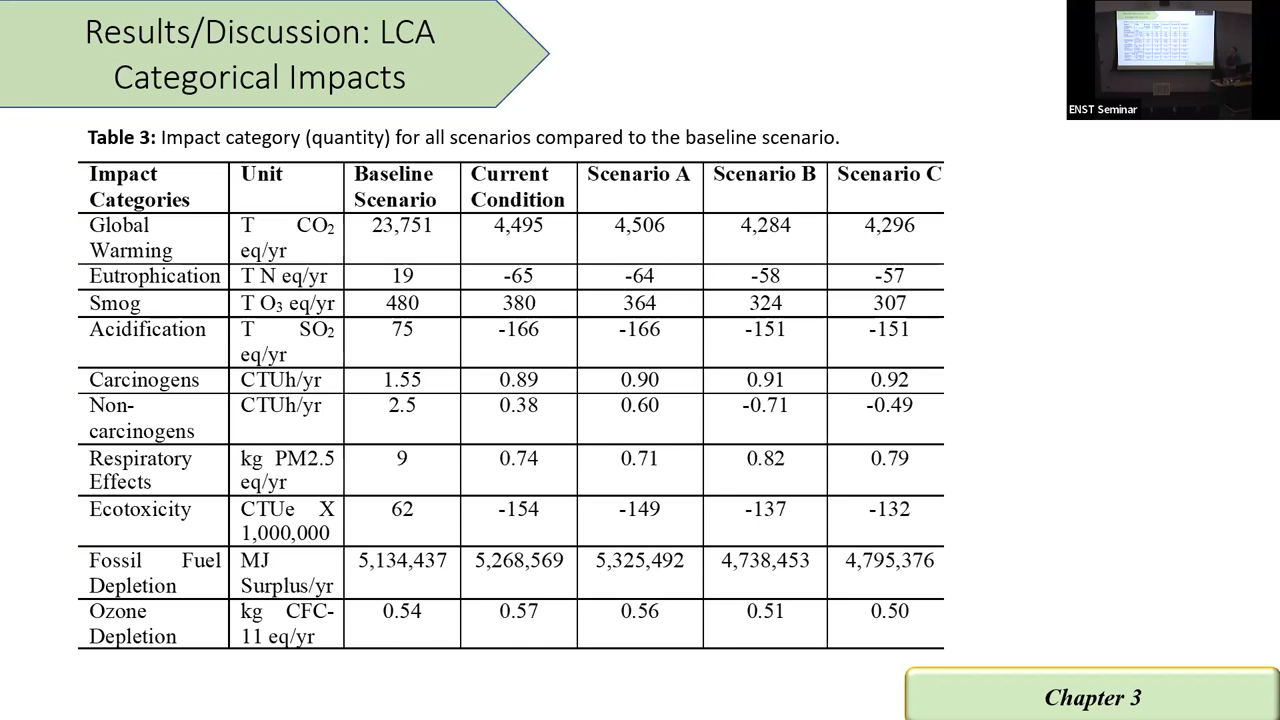 Results/Discussion: LCA
Categorical Impacts
ENST Seminar
Table 3: Impact category (quantity) for all scenarios compared to the baseline scenario.
Impact Categories Unit Baseline Scenario Current Condition Scenario A Scenario B Scenario C
Global Warming T CO₂ eq/yr 23,751 4,495 4,506 4,284 4,296
Eutrophication T N eq/yr 19 -65 -64 -58 -57
Smog T O₃ eq/yr 480 380 364 324 307
Acidification T SO₂ eq/yr 75 -166 -166 -151 -151
Carcinogens CTUh/yr 1.55 0.89 0.90 0.91 0.92
Non-carcinogens CTUh/yr 2.5 0.38 0.60 -0.71 -0.49
Respiratory Effects kg PM2.5 eq/yr 9 0.74 0.71 0.82 0.79
Ecotoxicity CTUe X 1,000,000 62 -154 -149 -137 -132
Fossil Fuel Depletion MJ Surplus/yr 5,134,437 5,268,569 5,325,492 4,738,453 4,795,376
Ozone Depletion kg CFC-11 eq/yr 0.54 0.57 0.56 0.51 0.50
Chapter 3